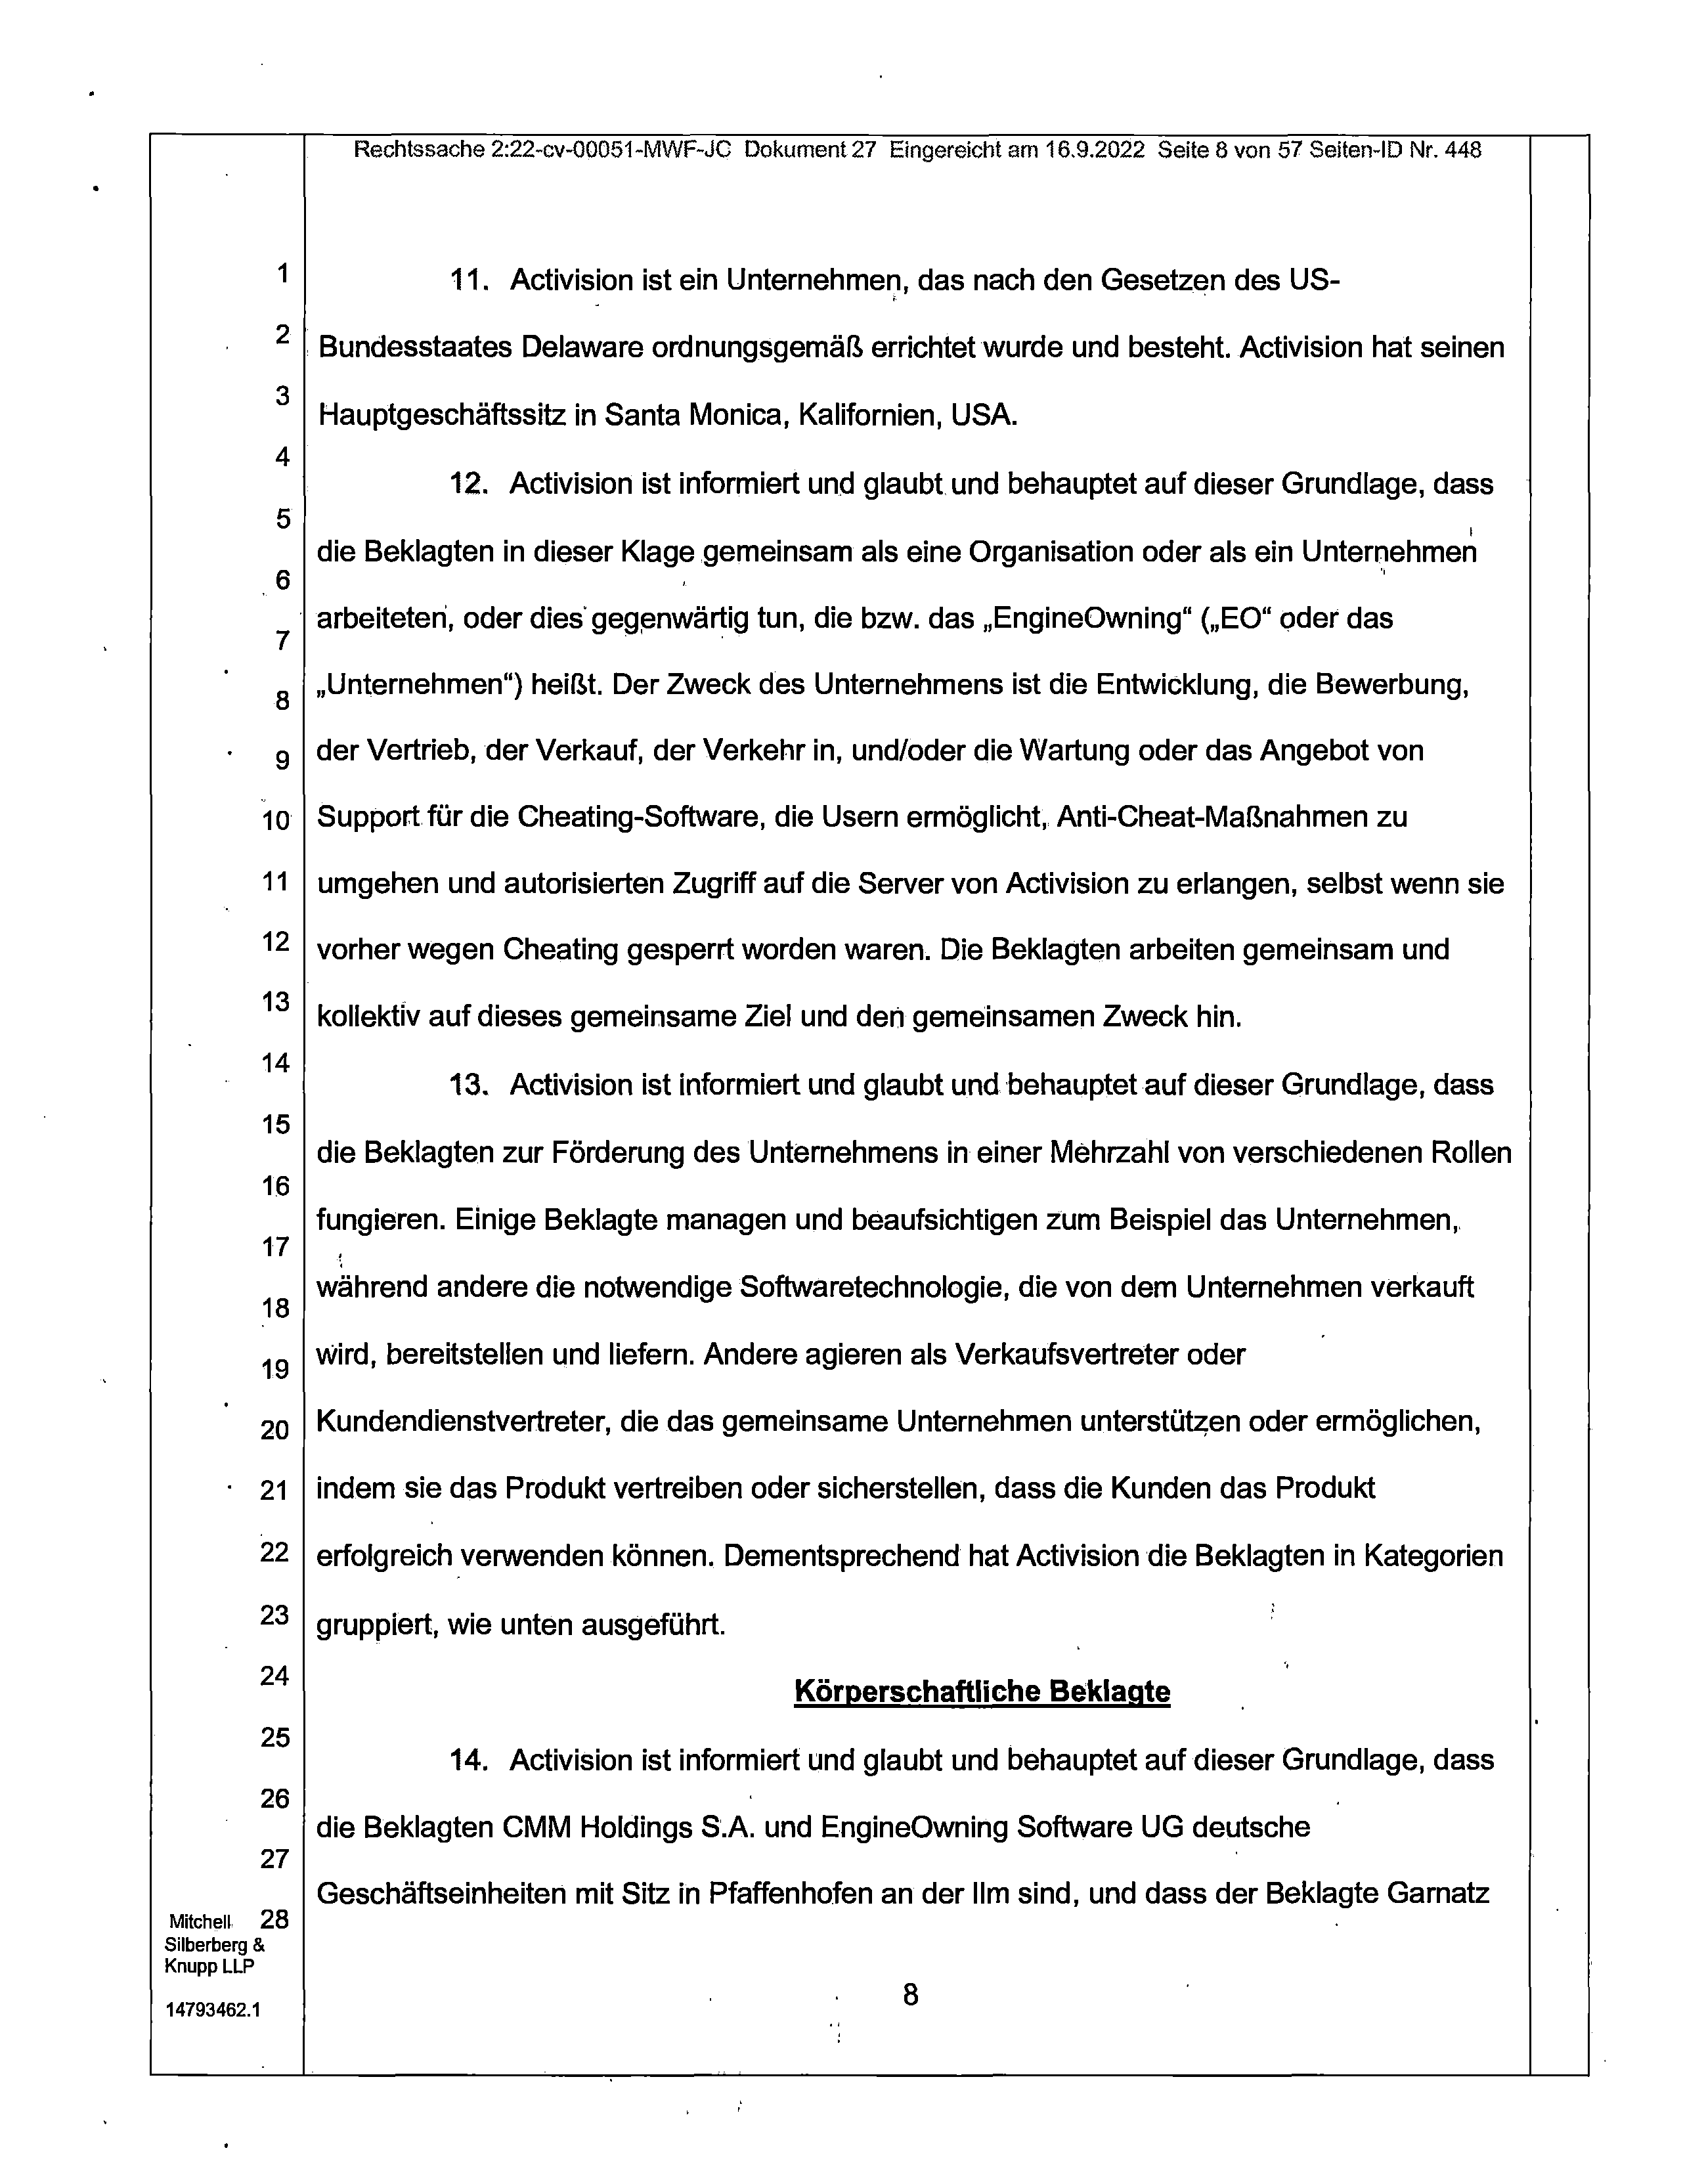 Rechtssache 2:22-cv-00051-MWF-JC Dokument 27 Eingereicht am 16.9.2022 Seite 8 von 57 Seiten-ID Nr. 448
1
11. Activision ist ein Unternehmen, das nach den Gesetzen des US-
2
Bundesstaates Delaware ordnungsgemäß errichtet wurde und besteht. Activision hat seinen
3
Hauptgeschäftssitz in Santa Monica, Kalifornien, USA.
4
12. Activision ist informiert und glaubt und behauptet auf dieser Grundlage, dass
5
die Beklagten in dieser Klage gemeinsam als eine Organisation oder als ein Unternehmen
6
arbeiteten, oder dies gegenwärtig tun, die bzw. das „EngineOwning“ („EO“ oder das
7
„Unternehmen“) heißt. Der Zweck des Unternehmens ist die Entwicklung, die Bewerbung,
8
der Vertrieb, der Verkauf, der Verkehr in, und/oder die Wartung oder das Angebot von
9
Support für die Cheating-Software, die Usern ermöglicht, Anti-Cheat-Maßnahmen zu
10
umgehen und autorisierten Zugriff auf die Server von Activision zu erlangen, selbst wenn sie
11
vorher wegen Cheating gesperrt worden waren. Die Beklagten arbeiten gemeinsam und
12
kollektiv auf dieses gemeinsame Ziel und den gemeinsamen Zweck hin.
13
14
13. Activision ist informiert und glaubt und behauptet auf dieser Grundlage, dass
15
die Beklagten zur Förderung des Unternehmens in einer Mehrzahl von verschiedenen Rollen
16
fungieren. Einige Beklagte managen und beaufsichtigen zum Beispiel das Unternehmen,
17
während andere die notwendige Softwaretechnologie, die von dem Unternehmen verkauft
18
wird, bereitstellen und liefern. Andere agieren als Verkaufsvertreter oder
19
Kundendienstvertreter, die das gemeinsame Unternehmen unterstützen oder ermöglichen,
20
indem sie das Produkt vertreiben oder sicherstellen, dass die Kunden das Produkt
21
erfolgreich verwenden können. Dementsprechend hat Activision die Beklagten in Kategorien
22
gruppiert, wie unten ausgeführt.
23
24
Körperschaftliche Beklagte
25
14. Activision ist informiert und glaubt und behauptet auf dieser Grundlage, dass
26
die Beklagten CMM Holdings S.A. und EngineOwning Software UG deutsche
27
Geschäftseinheiten mit Sitz in Pfaffenhofen an der Ilm sind, und dass der Beklagte Garnatz
28
Mitchell
Silberberg &
Knupp LLP
14793462.1
8